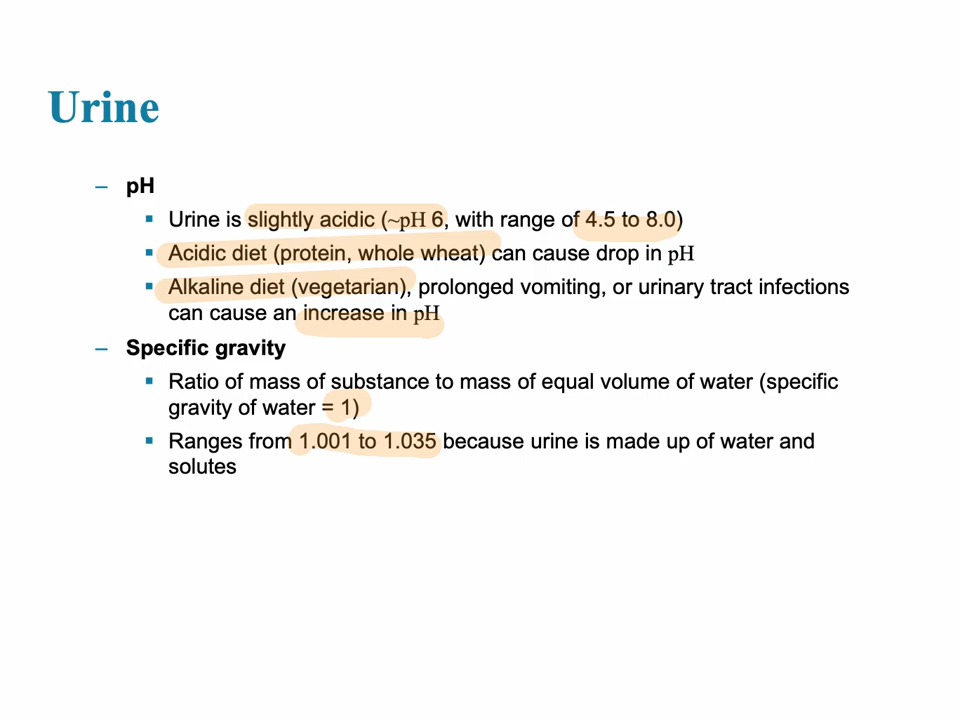 Urine
– pH
▪ Urine is slightly acidic (~pH 6, with range of 4.5 to 8.0)
▪ Acidic diet (protein, whole wheat) can cause drop in pH
▪ Alkaline diet (vegetarian), prolonged vomiting, or urinary tract infections
can cause an increase in pH
– Specific gravity
▪ Ratio of mass of substance to mass of equal volume of water (specific
gravity of water = 1)
▪ Ranges from 1.001 to 1.035 because urine is made up of water and
solutes